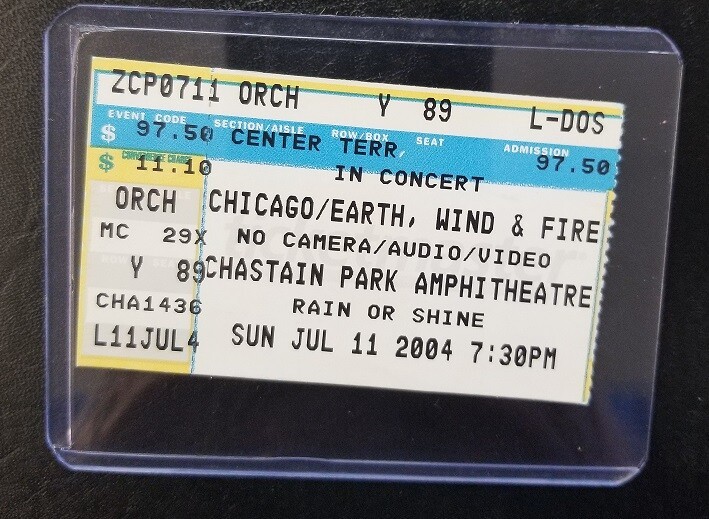 ZCP0711 ORCH Y 89 L-DOS
EVENT CODE SECTION/AISLE ROW/BOX SEAT ADMISSION
$ 97.50 CENTER TERR, 97.50
CONVENIENCE CHARGE
$ 11.10 IN CONCERT
ORCH CHICAGO/EARTH, WIND & FIRE
MC 29X NO CAMERA/AUDIO/VIDEO
Y 89 CHASTAIN PARK AMPHITHEATRE
CHA1436 RAIN OR SHINE
L11JUL4 SUN JUL 11 2004 7:30PM